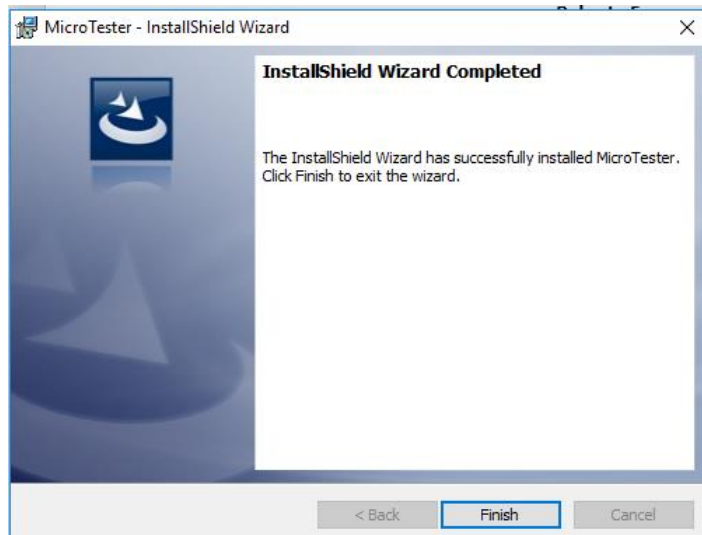 MicroTester - InstallShield Wizard
InstallShield Wizard Completed
The InstallShield Wizard has successfully installed MicroTester.
Click Finish to exit the wizard.
< Back
Finish
Cancel